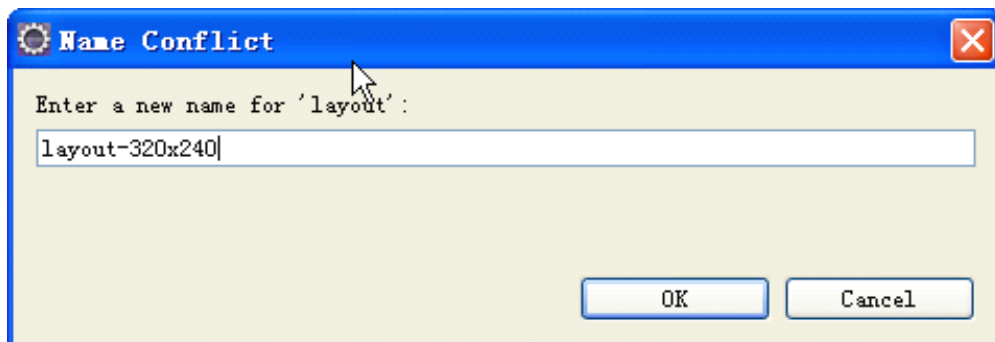 Name Conflict
Enter a new name for 'layout':
layout-320x240
OK
Cancel